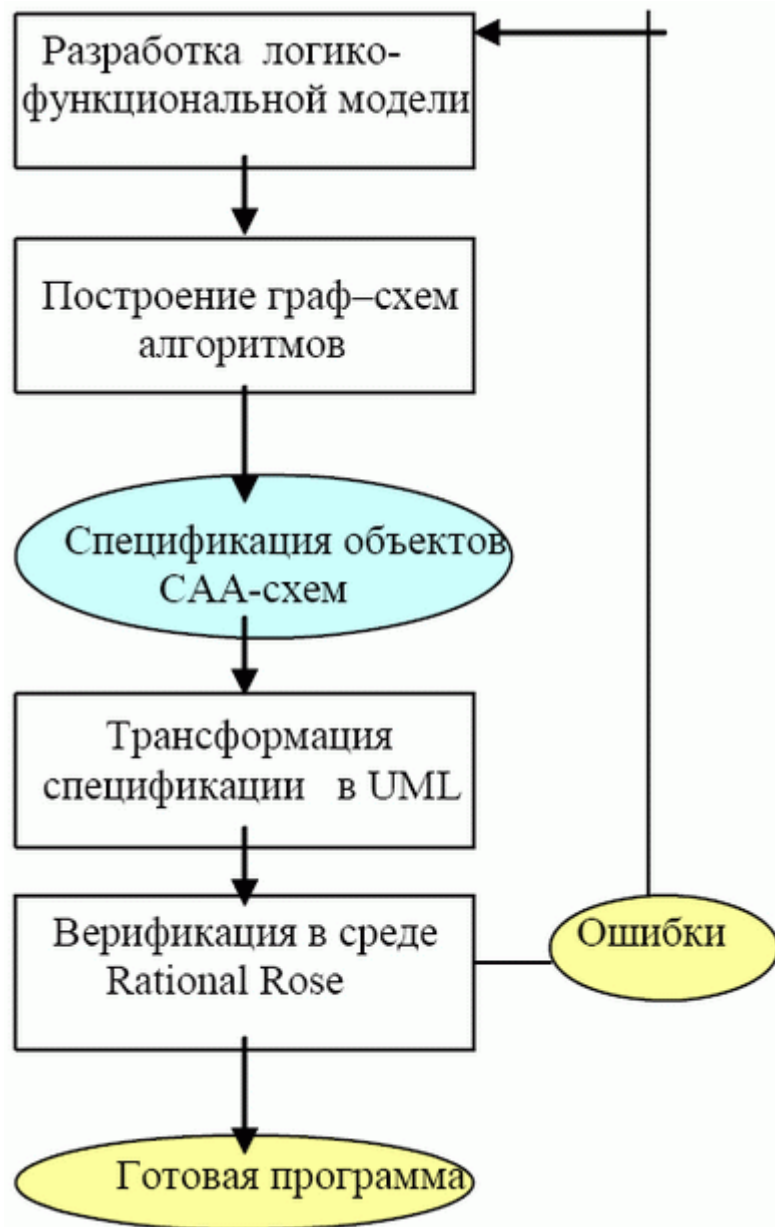 Разработка логико-
функциональной модели
Построение граф–схем
алгоритмов
Спецификация объектов
САА-схем
Трансформация
спецификации в UML
Верификация в среде
Rational Rose
Ошибки
Готовая программа